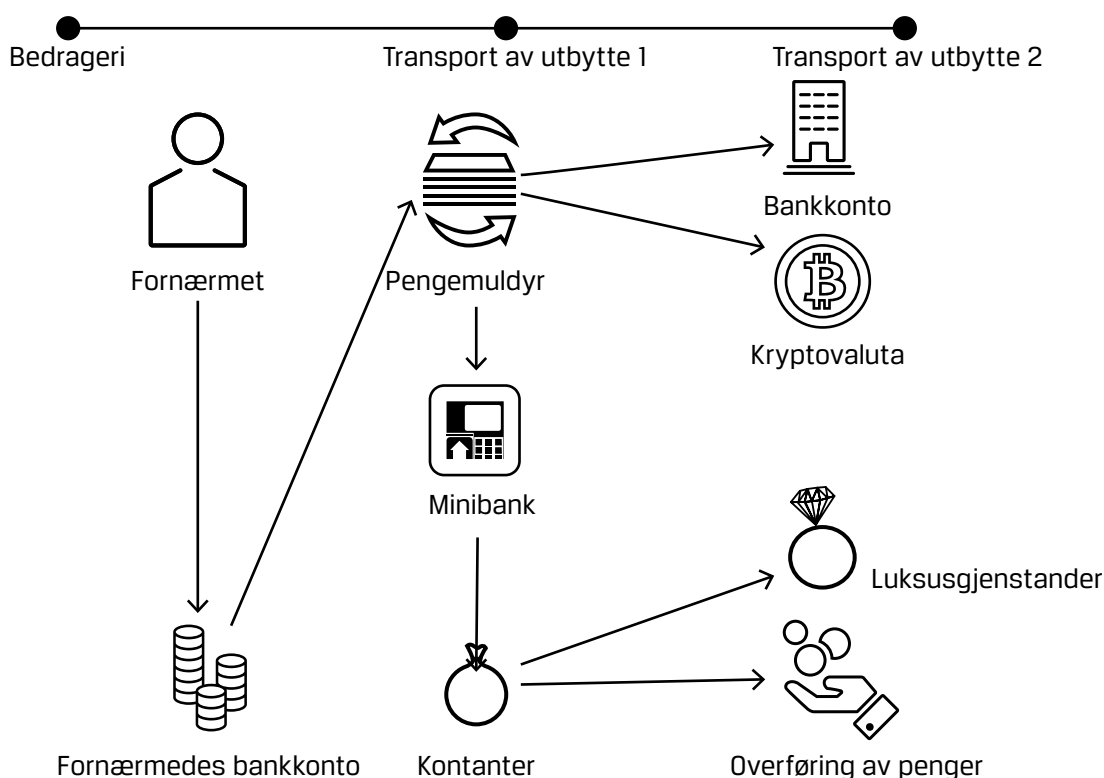 Bedrageri
Transport av utbytte 1
Transport av utbytte 2
Fornærmet
Pengemuldyr
Bankkonto
Kryptovaluta
Minibank
Luksusgjenstander
Fornærmedes bankkonto
Kontanter
Overføring av penger